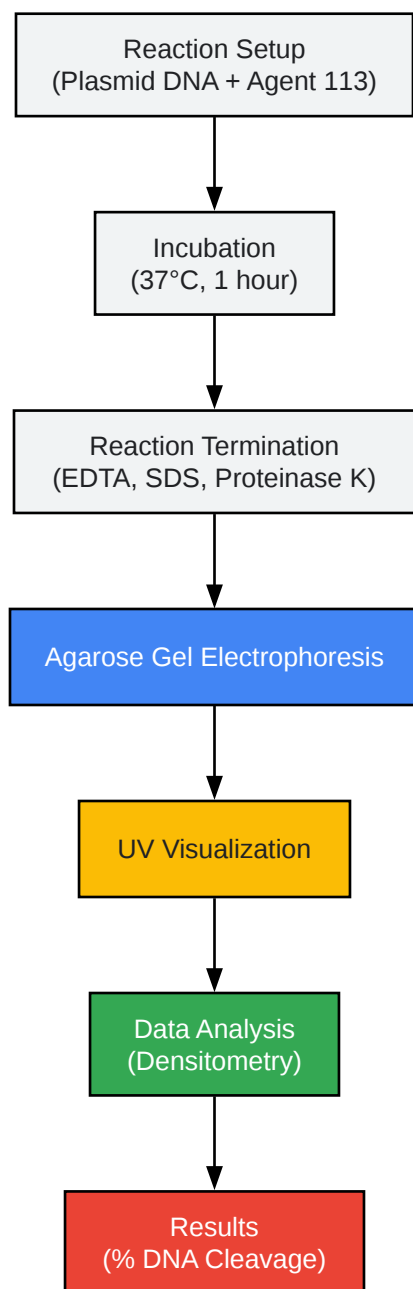 Reaction Setup
(Plasmid DNA + Agent 113)
Incubation
(37°C, 1 hour)
Reaction Termination
(EDTA, SDS, Proteinase K)
Agarose Gel Electrophoresis
UV Visualization
Data Analysis
(Densitometry)
Results
(% DNA Cleavage)